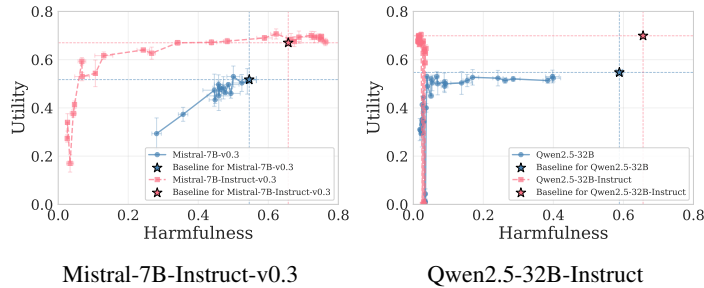 Utility
0.8
0.6
0.4
0.2
0.0
0.0 0.2 0.4 0.6 0.8
Harmfulness
Mistral-7B-v0.3
Baseline for Mistral-7B-v0.3
Mistral-7B-Instruct-v0.3
Baseline for Mistral-7B-Instruct-v0.3
Mistral-7B-Instruct-v0.3
Utility
0.8
0.6
0.4
0.2
0.0
0.0 0.2 0.4 0.6 0.8
Harmfulness
Qwen2.5-32B
Baseline for Qwen2.5-32B
Qwen2.5-32B-Instruct
Baseline for Qwen2.5-32B-Instruct
Qwen2.5-32B-Instruct